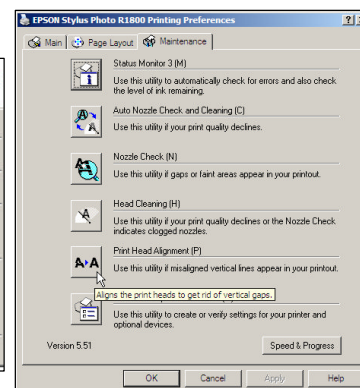 EPSON Stylus Photo R1800 Printing Preferences
Main Page Layout Maintenance
Status Monitor 3 (M)
Use this utility to automatically check for errors and also check
the level of ink remaining.
Auto Nozzle Check and Cleaning (C)
Use this utility if your print quality declines.
Nozzle Check (N)
Use this utility if gaps or faint areas appear in your printout.
Head Cleaning (H)
Use this utility if your print quality declines or the Nozzle Check
indicates clogged nozzles.
Print Head Alignment (P)
Use this utility if misaligned vertical lines appear in your printout.
Aligns the print heads to get rid of vertical gaps.
Use this utility to create or verify settings for your printer and
optional devices.
Version 5.51
Speed & Progress
OK Cancel Apply Help